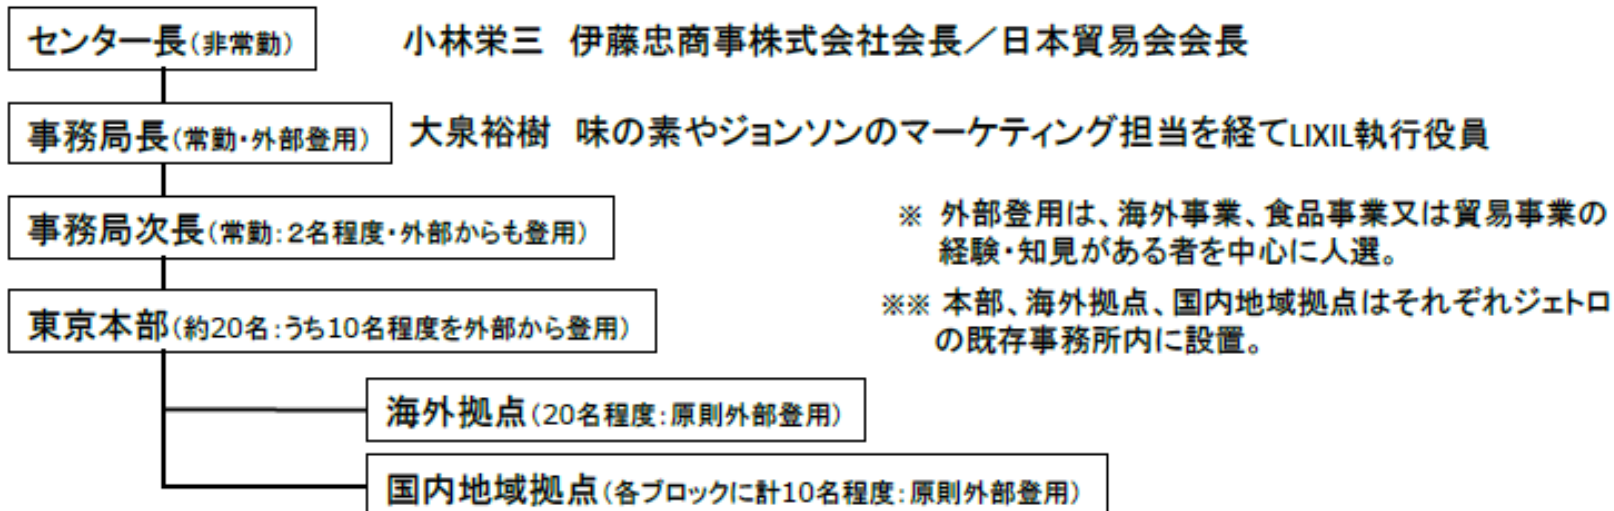 センター長(非常勤) 小林栄三 伊藤忠商事株式会社会長／日本貿易会会長
事務局長(常勤・外部登用) 大泉裕樹 味の素やジョンソンのマーケティング担当を経てLIXIL執行役員
事務局次長(常勤:2名程度・外部からも登用)
※ 外部登用は、海外事業、食品事業又は貿易事業の
経験・知見がある者を中心に人選。
東京本部(約20名:うち10名程度を外部から登用)
※※ 本部、海外拠点、国内地域拠点はそれぞれジェトロ
の既存事務所内に設置。
海外拠点(20名程度:原則外部登用)
国内地域拠点(各ブロックに計10名程度:原則外部登用)